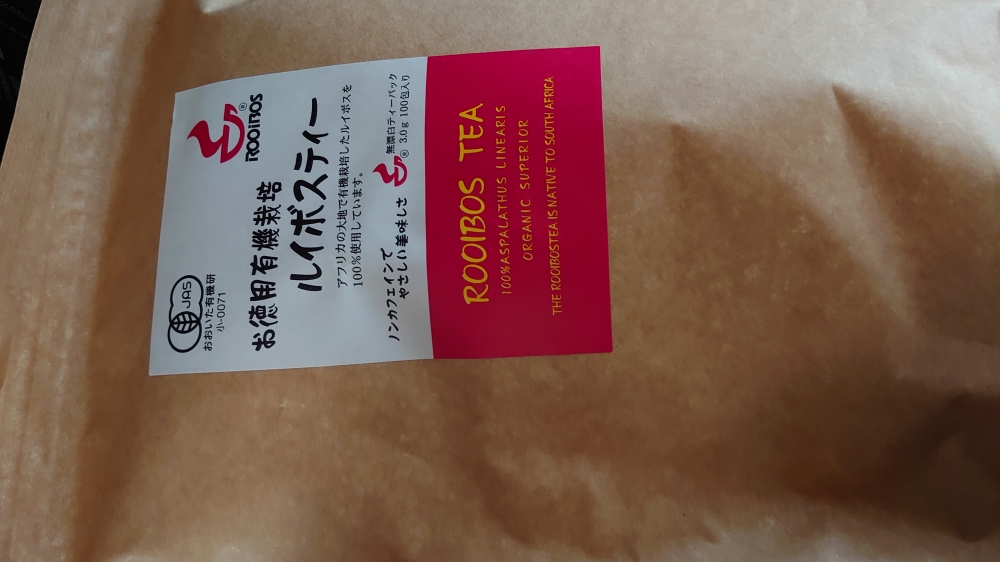 JAS
おおいた有機研
小-0071
®
ROOIBOS
お徳用有機栽培
ルイボスティー
アフリカの大地で有機栽培したルイボスを
100%使用しています。
ノンカフェインで
やさしい美味しさ
®
無漂白ティーパック
3.0g 100包入り
ROOIBOS TEA
100%ASPALATHUS LINEARIS
ORGANIC SUPERIOR
THE ROOIBOSTEA IS NATIVE TO SOUTH AFRICA